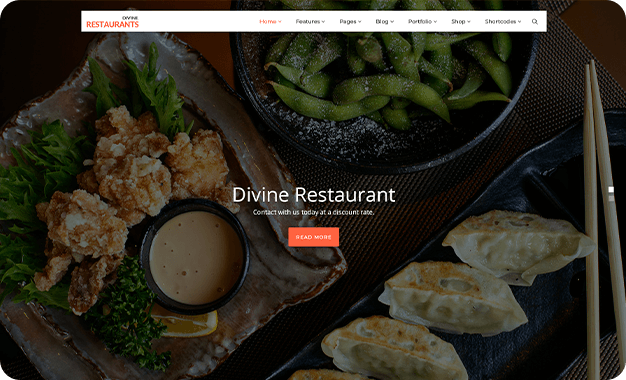 DIVINE
RESTAURANTS
Home Features Pages Blog Portfolio Shop Shortcodes
Divine Restaurant
Contact with us today at a discount rate.
READ MORE